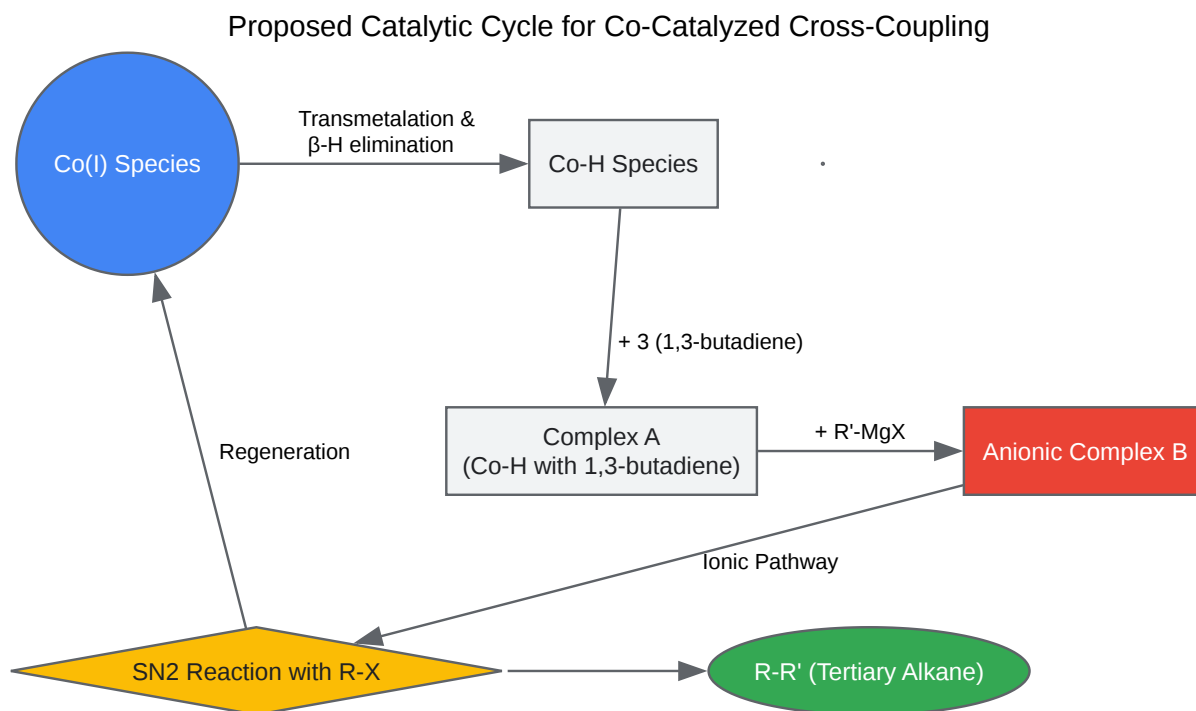 Proposed Catalytic Cycle for Co-Catalyzed Cross-Coupling
Transmetalation &
β-H elimination
Co(I) Species
Co-H Species
+ 3 (1,3-butadiene)
Complex A
(Co-H with 1,3-butadiene)
+ R'-MgX
Anionic Complex B
Regeneration
Ionic Pathway
SN2 Reaction with R-X
R-R' (Tertiary Alkane)